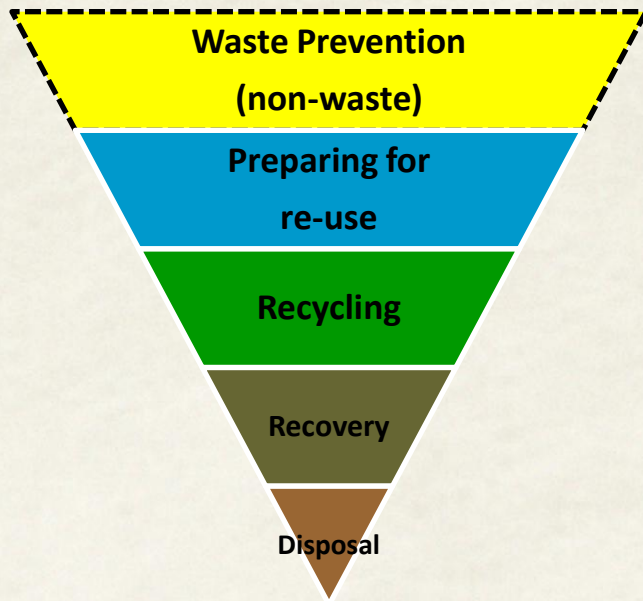 Waste Prevention
(non-waste)
Preparing for
re-use
Recycling
Recovery
Disposal